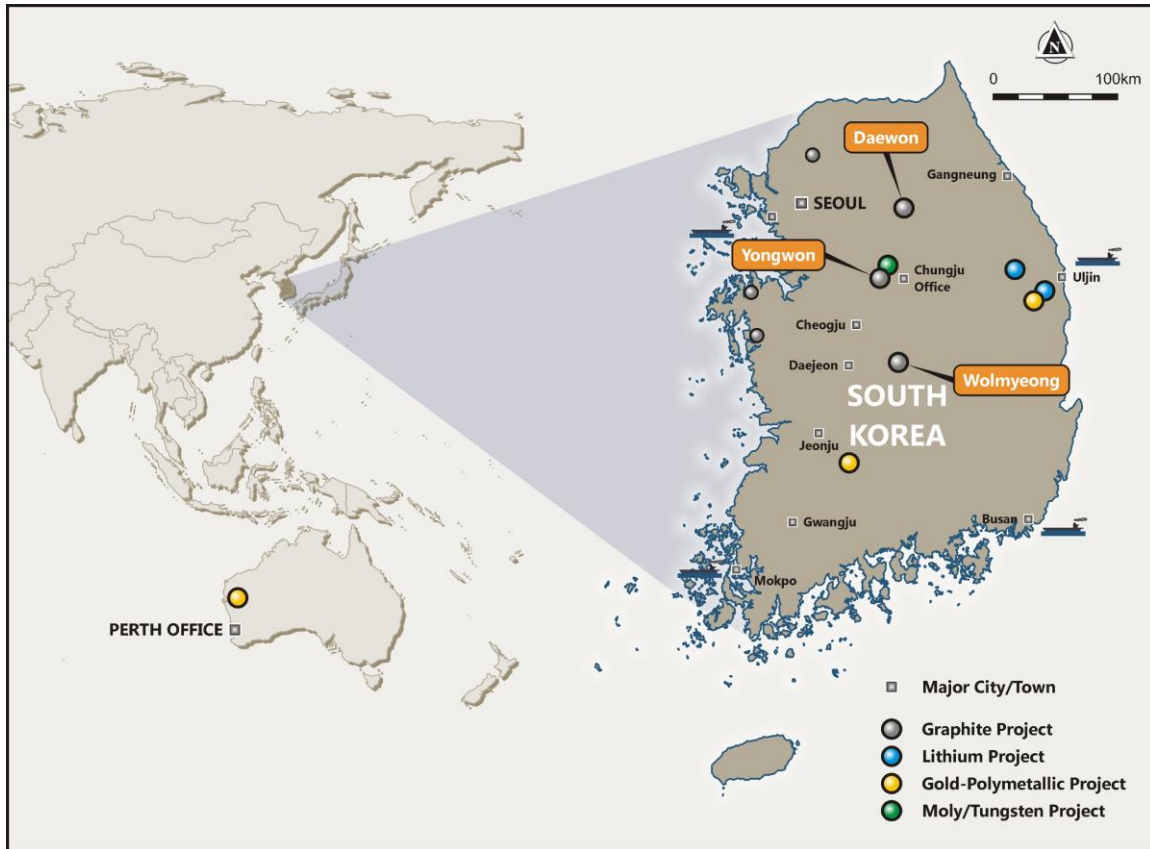 N
0 100km
Daewon
Gangneung
SEOUL
Yongwon
Chungju
Office
Uljin
Cheogju
Daejeon
Wolmyeong
SOUTH
KOREA
Jeonju
Gwangju
Busan
Mokpo
PERTH OFFICE
Major City/Town
Graphite Project
Lithium Project
Gold-Polymetallic Project
Moly/Tungsten Project